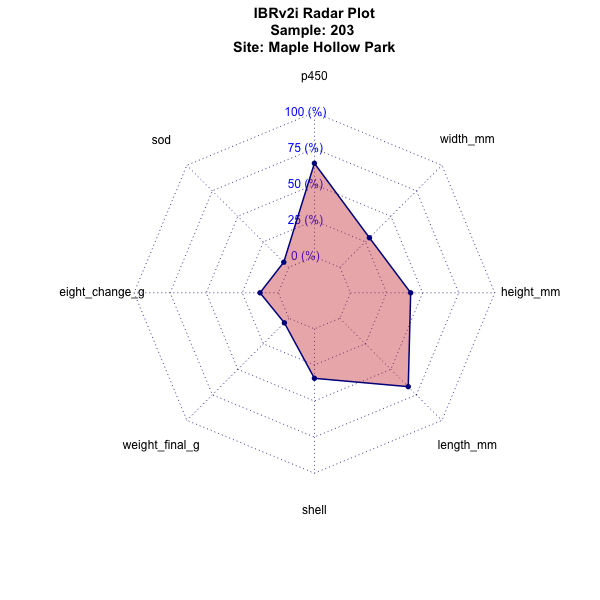 IBRv2i Radar Plot
Sample: 203
Site: Maple Hollow Park
p450
100 (%)
sod
width_mm
75 (%)
50 (%)
25 (%)
0 (%)
eight_change_g
height_mm
weight_final_g
length_mm
shell